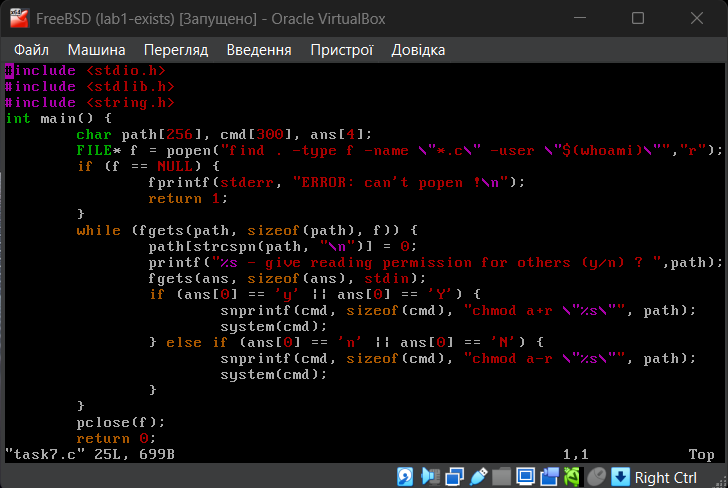 FreeBSD (lab1-exists) [Запущено] - Oracle VirtualBox
Файл Машина Перегляд Введення Пристрої Довідка
#include <stdio.h>
#include <stdlib.h>
#include <string.h>
int main() {
        char path[256], cmd[300], ans[4];
        FILE* f = popen("find . -type f -name \"*.c\" -user \"$(whoami)\"","r");
        if (f == NULL) {
                fprintf(stderr, "ERROR: can't popen !\n");
                return 1;
        }
        while (fgets(path, sizeof(path), f)) {
                path[strcspn(path, "\n")] = 0;
                printf("%s - give reading permission for others (y/n) ? ",path);
                fgets(ans, sizeof(ans), stdin);
                if (ans[0] == 'y' || ans[0] == 'Y') {
                        snprintf(cmd, sizeof(cmd), "chmod a+r \"%s\"", path);
                        system(cmd);
                } else if (ans[0] == 'n' || ans[0] == 'N') {
                        snprintf(cmd, sizeof(cmd), "chmod a-r \"%s\"", path);
                        system(cmd);
                }
        }
        pclose(f);
        return 0;
"task7.c" 25L, 699B 1,1 Top
Right Ctrl